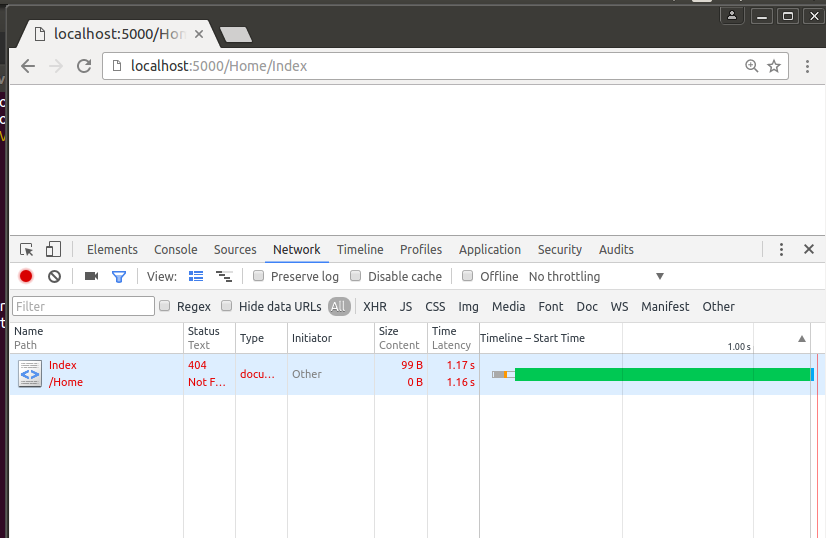 localhost:5000/Hom
localhost:5000/Home/Index
Elements Console Sources Network Timeline Profiles Application Security Audits
View: Preserve log Disable cache Offline No throttling
Filter Regex Hide data URLs All XHR JS CSS Img Media Font Doc WS Manifest Other
Name Status Type Initiator Size Time Timeline – Start Time
Path Text Content Latency 1.00 s
Index 404 docu... Other 99 B 1.17 s
/Home Not F... 0 B 1.16 s